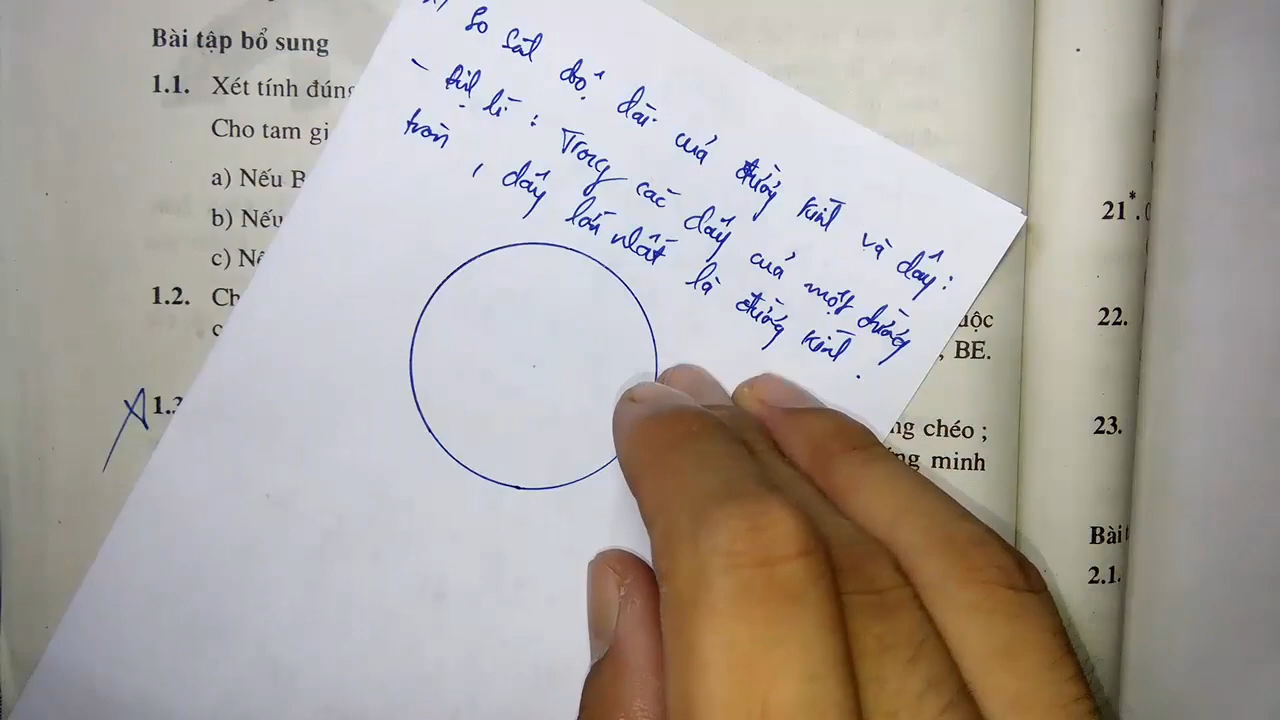 Bài tập bổ sung
1.1. Xét tính đúng
Cho tam gi
a) Nếu B
b) Nếu
c) Nế
1.2. Ch
c
1.3
So sát độ dài của đường kính và dây:
- Định lí: Trong các dây của một đường
tròn, dây lớn nhất là đường kính.
uộc
, BE.
ng chéo ;
ng minh
21*.
22.
23.
Bài t
2.1.